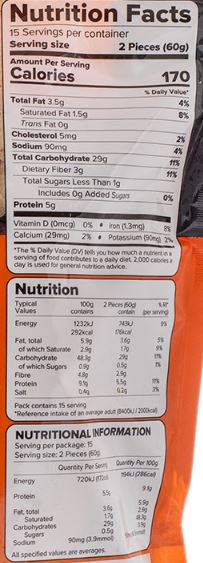 Nutrition Facts
15 Servings per container
Serving size 2 Pieces (60g)
Amount Per Serving
Calories 170
% Daily Value*
Total Fat 3.5g 4%
Saturated Fat 1.5g 8%
Trans Fat 0g
Cholesterol 5mg 2%
Sodium 90mg 4%
Total Carbohydrate 29g 11%
Dietary Fiber 3g 11%
Total Sugars Less Than 1g
Includes 0g Added Sugars 0%
Protein 5g
Vitamin D (0mcg) 0% • Iron (1.3mg) 8%
Calcium (29mg) 2% • Potassium (90mg) 2%
*The % Daily Value (DV) tells you how much a nutrient in a
serving of food contributes to a daily diet. 2,000 calories a
day is used for general nutrition advice.
Nutrition
Typical 100g 2 Pieces (60g) % RI*
Values contains contain (per serving)
Energy 1232kJ 743kJ 9%
292kcal 176kcal
Fat, total 5.9g 3.6g 5%
of which Saturate 2.9g 1.7g 9%
Carbohydrate 48.3g 29g 11%
of which Sugars 0.9g 0.5g 1%
Fibre 4.8g 2.9g
Protein 9.1g 5.5g 11%
Salt 0.4g 0.2g 3%
Pack contains 15 serving
*Reference intake of an average adult (8400kJ / 2000kcal)
NUTRITIONAL INFORMATION
Serving per package: 15
Serving size: 2 Pieces (60g)
Quantity Per Serving Quantity Per 100g
Energy 720kJ
Protein 5g 9.1g
Fat, total 3.6g 5.9g
Saturated 1.7g 2.9g
Carbohydrates 29g
Sugars 0.5g
Sodium 90mg (3.9mmol)
All specified values are averages.